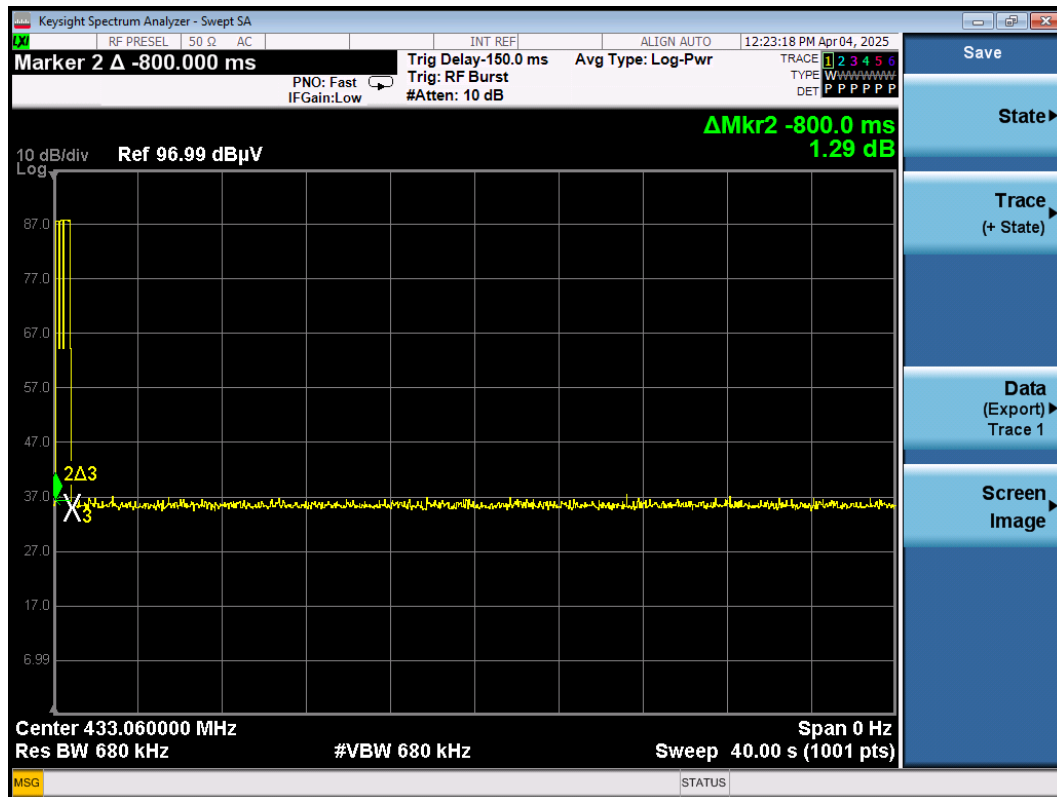 Keysight Spectrum Analyzer - Swept SA
LXI RF PRESEL 50 Ω AC INT REF ALIGN AUTO 12:23:18 PM Apr 04, 2025
Marker 2 Δ -800.000 ms
PNO: Fast
IFGain:Low
Trig Delay-150.0 ms
Trig: RF Burst
#Atten: 10 dB
Avg Type: Log-Pwr
TRACE 1 2 3 4 5 6
TYPE W W W W W W
DET P P P P P P
ΔMkr2 -800.0 ms
1.29 dB
10 dB/div Ref 96.99 dBµV
Log
87.0
77.0
67.0
57.0
47.0
37.0
27.0
17.0
6.99
2Δ3
X3
Center 433.060000 MHz Span 0 Hz
Res BW 680 kHz #VBW 680 kHz Sweep 40.00 s (1001 pts)
MSG STATUS
Save
State
Trace
(+ State)
Data
(Export)
Trace 1
Screen
Image